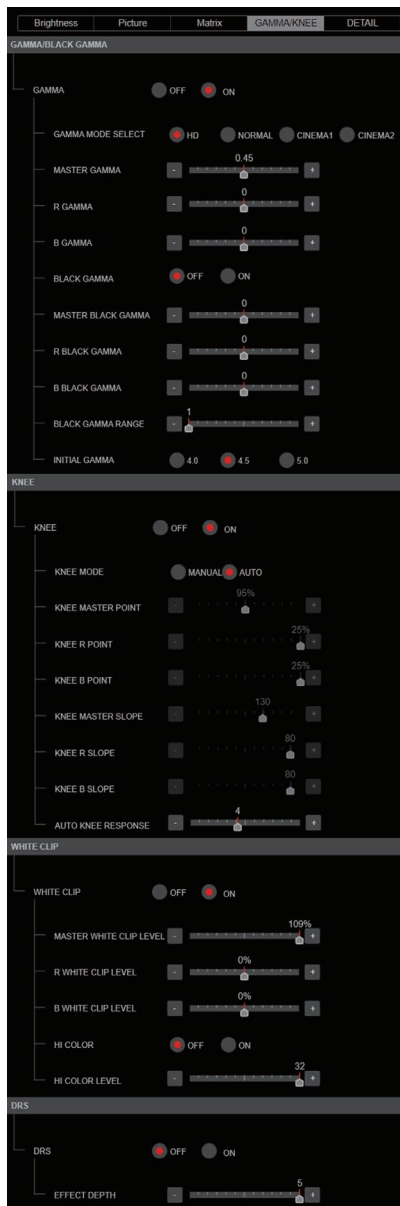 Brightness Picture Matrix GAMMA/KNEE DETAIL
GAMMA/BLACK GAMMA
GAMMA OFF ON
GAMMA MODE SELECT HD NORMAL CINEMA1 CINEMA2
0.45
MASTER GAMMA - +
0
R GAMMA - +
0
B GAMMA - +
BLACK GAMMA OFF ON
0
MASTER BLACK GAMMA - +
0
R BLACK GAMMA - +
0
B BLACK GAMMA - +
1
BLACK GAMMA RANGE - +
INITIAL GAMMA 4.0 4.5 5.0
KNEE
KNEE OFF ON
KNEE MODE MANUAL AUTO
95%
KNEE MASTER POINT - +
25%
KNEE R POINT - +
25%
KNEE B POINT - +
130
KNEE MASTER SLOPE - +
80
KNEE R SLOPE - +
80
KNEE B SLOPE - +
4
AUTO KNEE RESPONSE - +
WHITE CLIP
WHITE CLIP OFF ON
109%
MASTER WHITE CLIP LEVEL - +
0%
R WHITE CLIP LEVEL - +
0%
B WHITE CLIP LEVEL - +
HI COLOR OFF ON
32
HI COLOR LEVEL - +
DRS
DRS OFF ON
5
EFFECT DEPTH - +